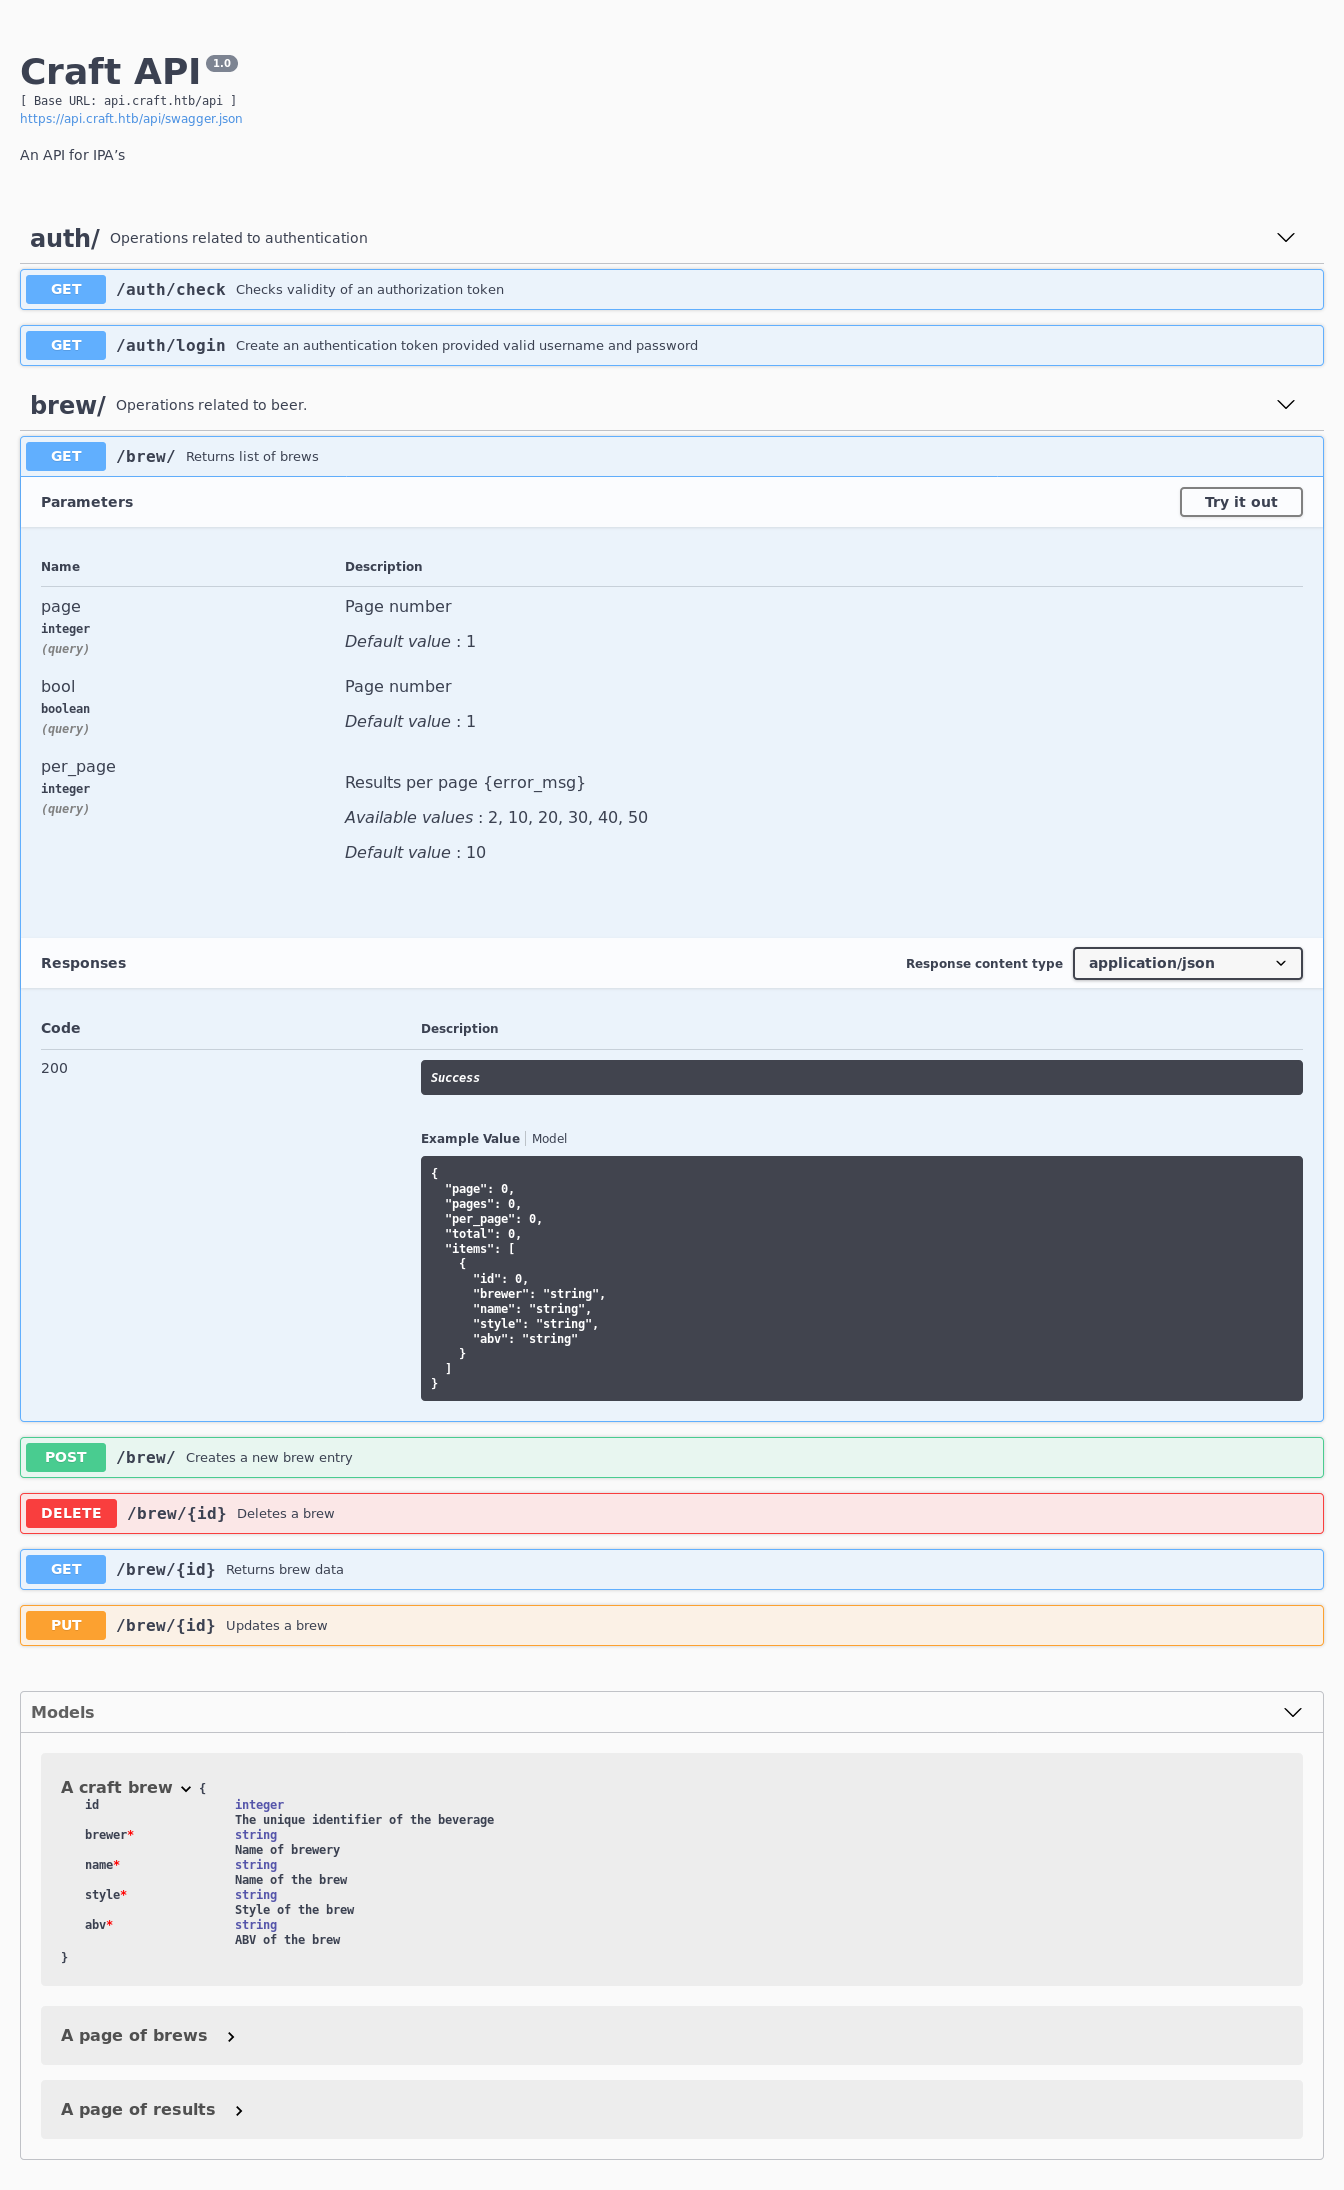 Craft API 1.0
[ Base URL: api.craft.htb/api ]
https://api.craft.htb/api/swagger.json
An API for IPA’s
auth/ Operations related to authentication
GET /auth/check Checks validity of an authorization token
GET /auth/login Create an authentication token provided valid username and password
brew/ Operations related to beer.
GET /brew/ Returns list of brews
Parameters Try it out
Name Description
page Page number
integer
(query) Default value : 1
bool Page number
boolean
(query) Default value : 1
per_page
integer Results per page {error_msg}
(query) Available values : 2, 10, 20, 30, 40, 50
Default value : 10
Responses Response content type application/json
Code Description
200 Success
Example Value Model
{
  "page": 0,
  "pages": 0,
  "per_page": 0,
  "total": 0,
  "items": [
    {
      "id": 0,
      "brewer": "string",
      "name": "string",
      "style": "string",
      "abv": "string"
    }
  ]
}
POST /brew/ Creates a new brew entry
DELETE /brew/{id} Deletes a brew
GET /brew/{id} Returns brew data
PUT /brew/{id} Updates a brew
Models
A craft brew {
id integer
The unique identifier of the beverage
brewer* string
Name of brewery
name* string
Name of the brew
style* string
Style of the brew
abv* string
ABV of the brew
}
A page of brews
A page of results